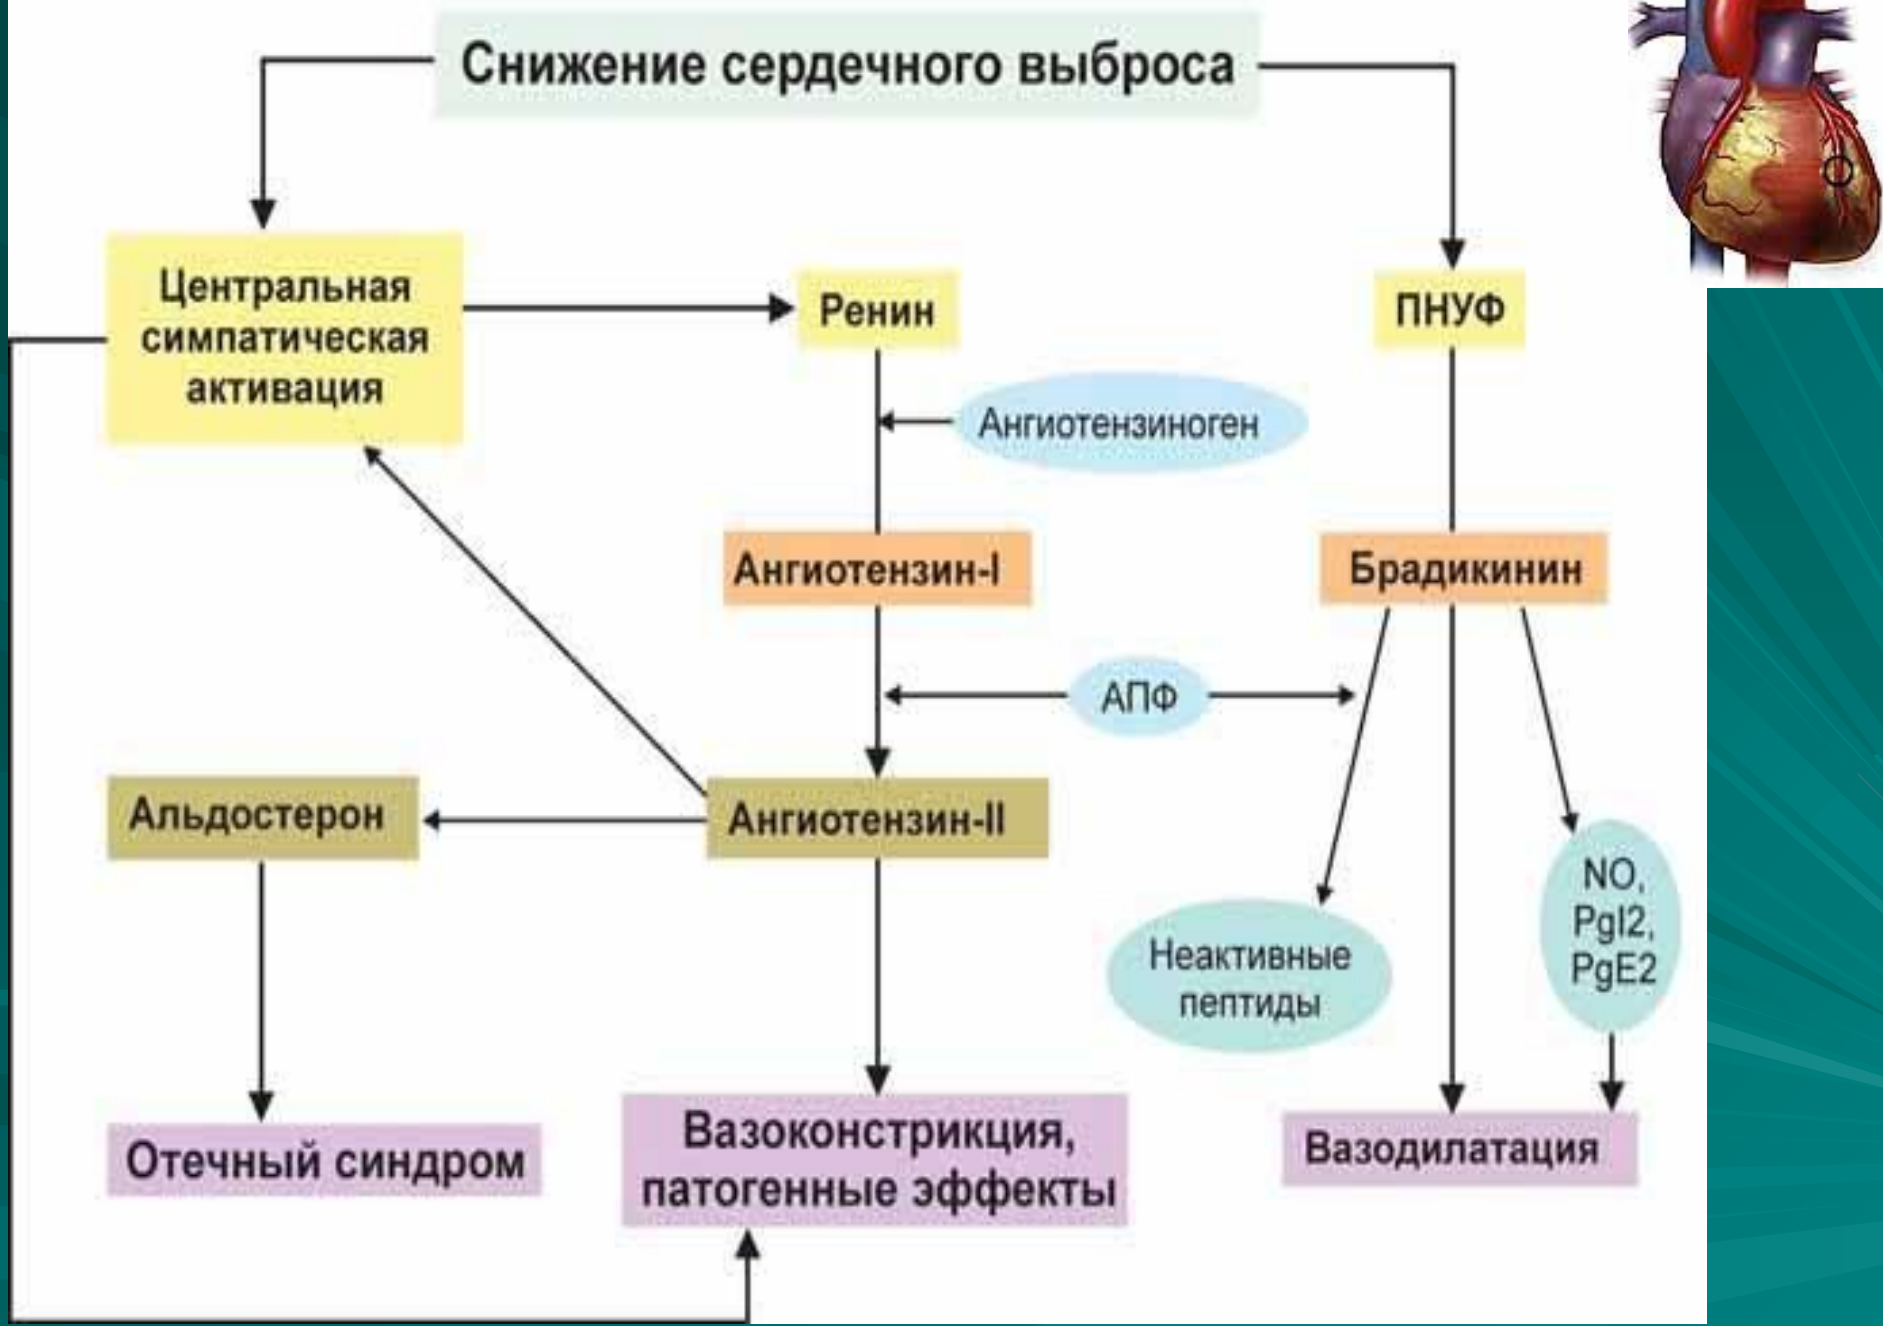 Снижение сердечного выброса
Центральная
симпатическая
активация
Ренин
ПНУФ
Ангиотензиноген
Ангиотензин-I
Брадикинин
АПФ
Альдостерон
Ангиотензин-II
NO,
PgI2,
PgE2
Неактивные
пептиды
Отечный синдром
Вазоконстрикция,
патогенные эффекты
Вазодилатация